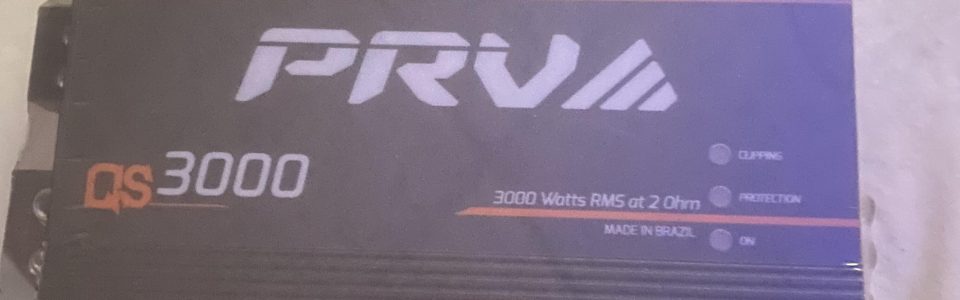 PRV
QS3000
CLIPPING
3000 Watts RMS at 2 Ohm
PROTECTION
MADE IN BRAZIL
ON